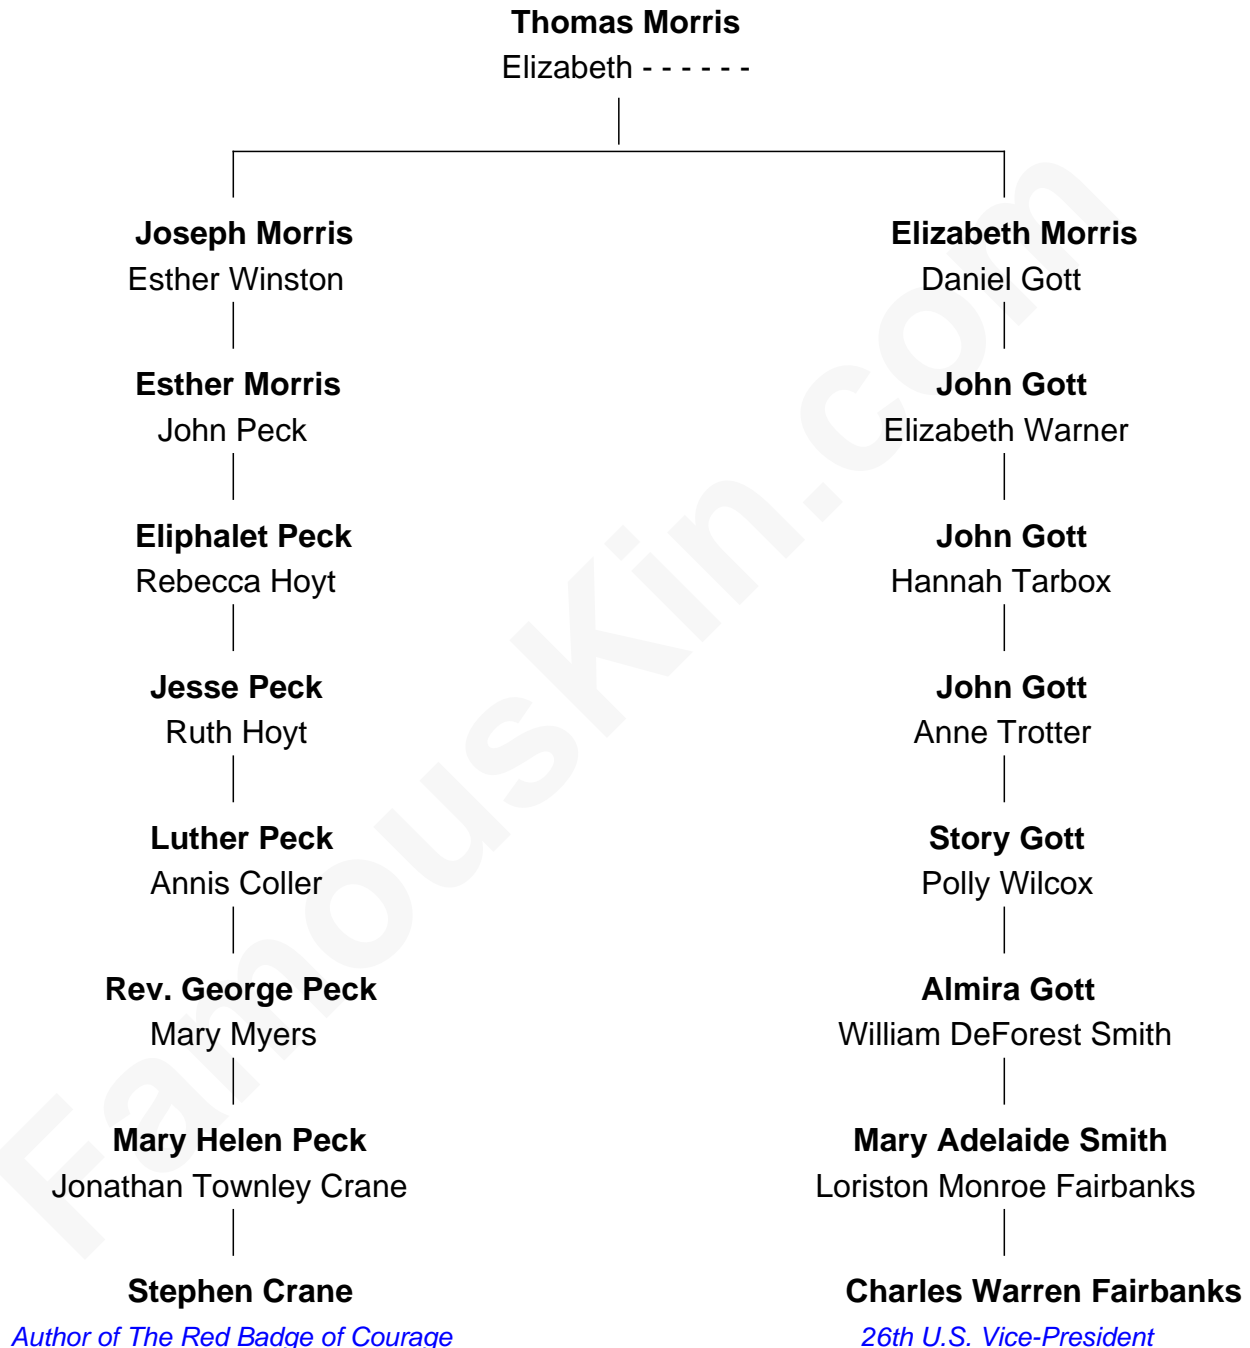 Thomas Morris
Elizabeth - - - - - -
Joseph Morris
Esther Winston
Esther Morris
John Peck
Eliphalet Peck
Rebecca Hoyt
Jesse Peck
Ruth Hoyt
Luther Peck
Annis Coller
Rev. George Peck
Mary Myers
Mary Helen Peck
Jonathan Townley Crane
Stephen Crane
Author of The Red Badge of Courage
Elizabeth Morris
Daniel Gott
John Gott
Elizabeth Warner
John Gott
Hannah Tarbox
John Gott
Anne Trotter
Story Gott
Polly Wilcox
Almira Gott
William DeForest Smith
Mary Adelaide Smith
Loriston Monroe Fairbanks
Charles Warren Fairbanks
26th U.S. Vice-President
FamousKin.com